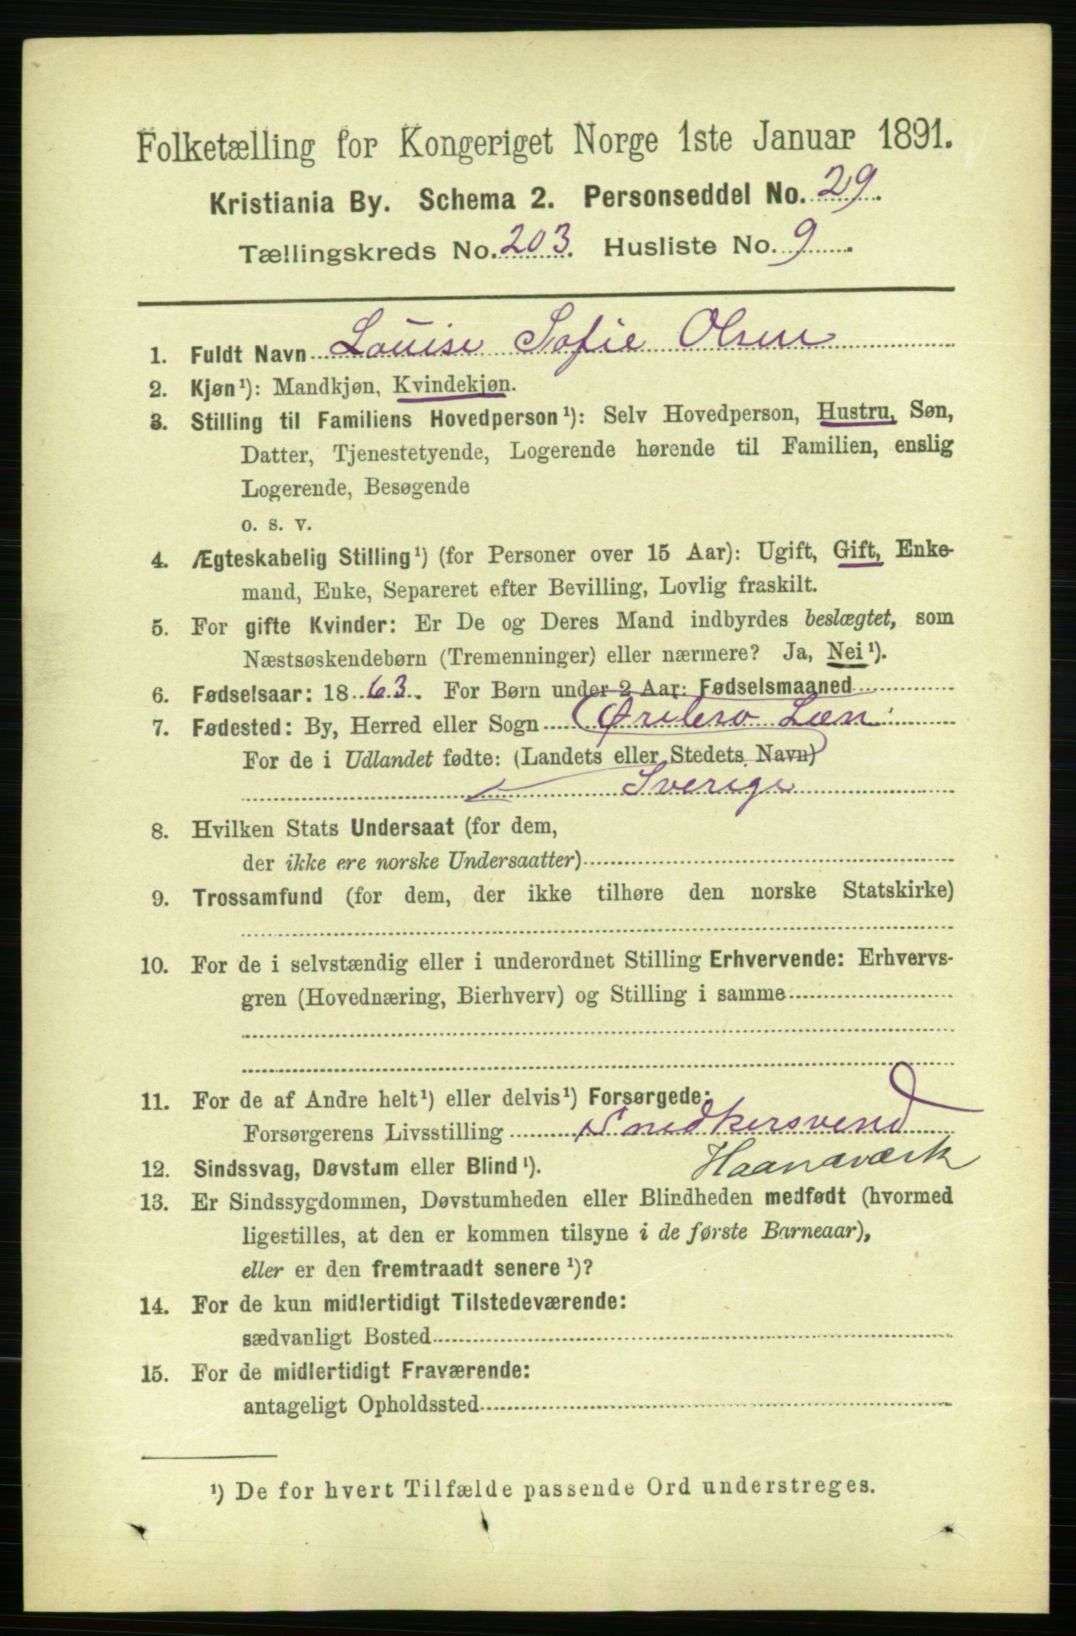 Folketælling for Kongeriget Norge 1ste Januar 1891.
Kristiania By. Schema 2. Personseddel No. 29.
Tællingskreds No. 203. Husliste No. 9.
1. Fuldt Navn Louise Sofie Olsen
2. Kjøn¹): Mandkjøn, Kvindekjøn.
3. Stilling til Familiens Hovedperson¹): Selv Hovedperson, Hustru, Søn,
Datter, Tjenestetyende, Logerende hørende til Familien, enslig
Logerende, Besøgende
o. s. v.
4. Ægteskabelig Stilling¹) (for Personer over 15 Aar): Ugift, Gift, Enke-
mand, Enke, Separeret efter Bevilling, Lovlig fraskilt.
5. For gifte Kvinder: Er De og Deres Mand indbyrdes beslægtet, som
Næstsøskendebørn (Tremenninger) eller nærmere? Ja, Nei¹).
6. Fødselsaar: 1863. For Børn under 2 Aar: Fødselsmaaned
7. Fødested: By, Herred eller Sogn Ørebro Læn
For de i Udlandet fødte: (Landets eller Stedets Navn)
Sverige
8. Hvilken Stats Undersaat (for dem,
der ikke ere norske Undersaatter)
9. Trossamfund (for dem, der ikke tilhøre den norske Statskirke)
10. For de i selvstændig eller i underordnet Stilling Erhvervende: Erhvervs-
gren (Hovednæring, Bierhverv) og Stilling i samme
11. For de af Andre helt¹) eller delvis¹) Forsørgede:
Forsørgerens Livsstilling Snedkersvend
Haandværk
12. Sindssvag, Døvstum eller Blind¹).
13. Er Sindssygdommen, Døvstumheden eller Blindheden medfødt (hvormed
ligestilles, at den er kommen tilsyne i de første Barneaar),
eller er den fremtraadt senere¹)?
14. For de kun midlertidigt Tilstedeværende:
sædvanligt Bosted
15. For de midlertidigt Fraværende:
antageligt Opholdssted
¹) De for hvert Tilfælde passende Ord understreges.